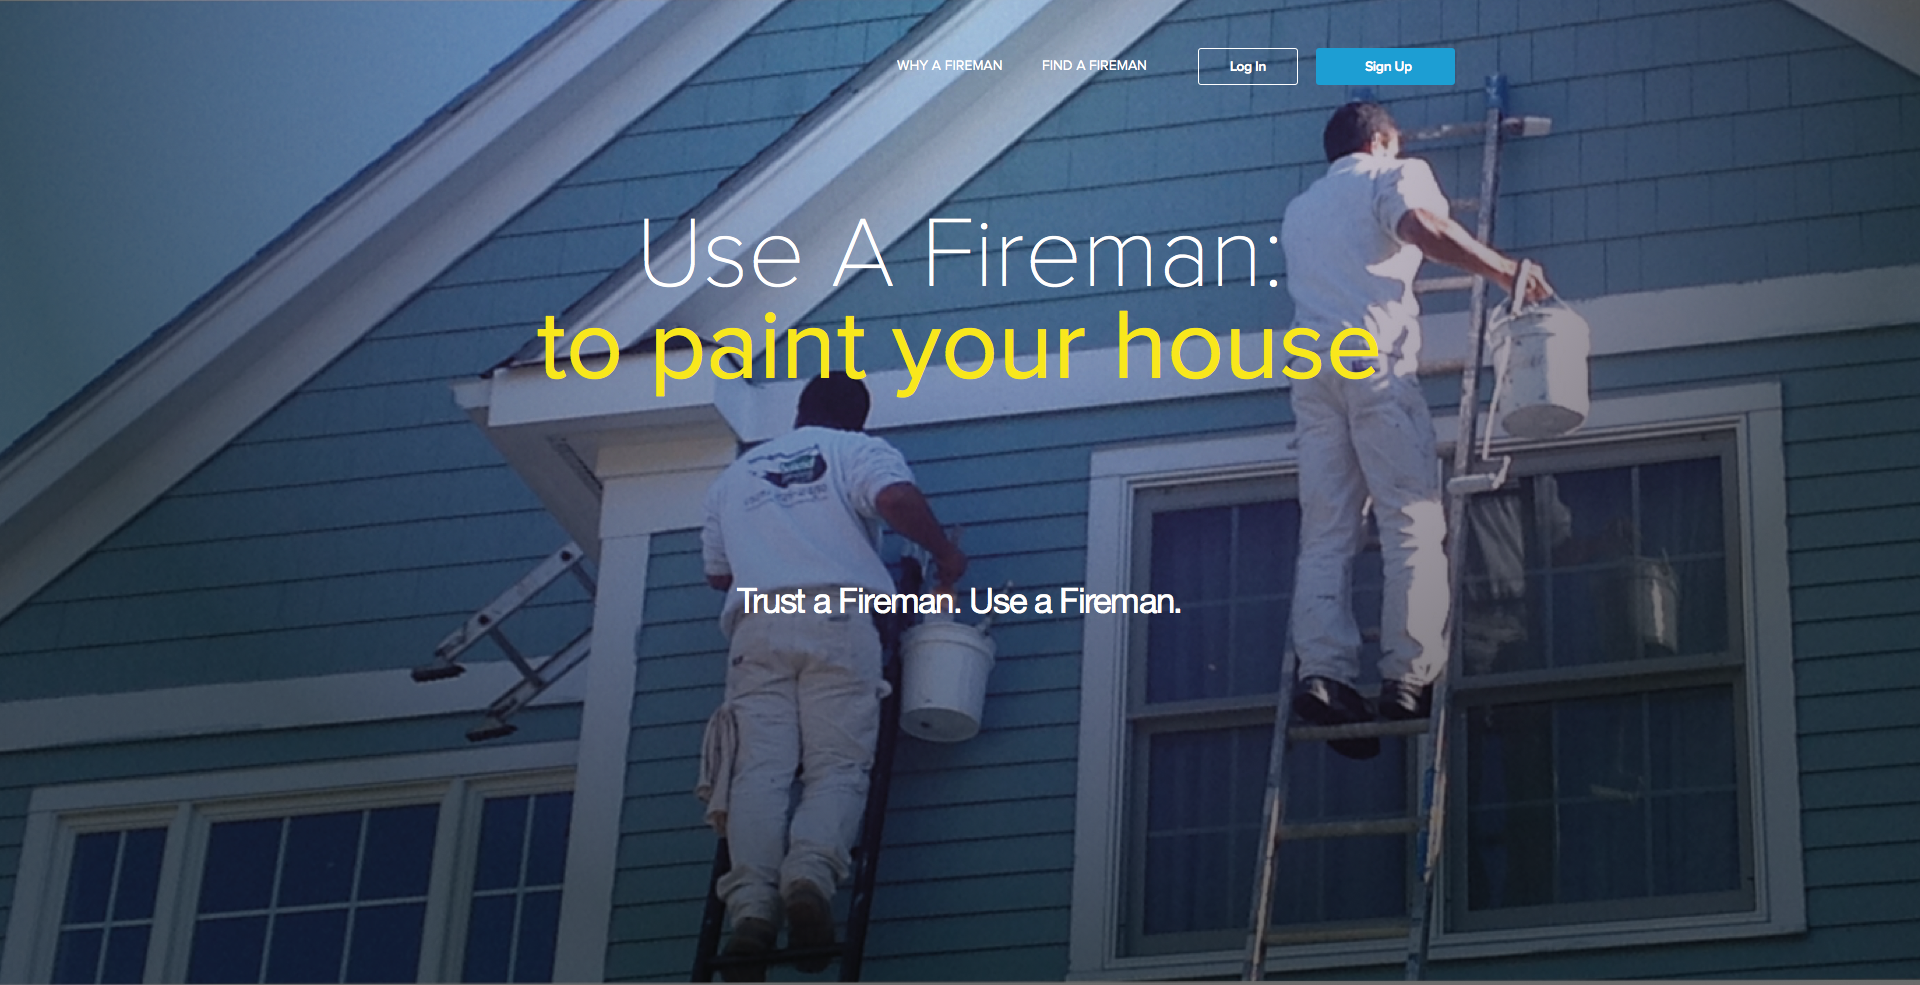 WHY A FIREMAN
FIND A FIREMAN
Log In
Sign Up
Use A Fireman:
to paint your house
Trust a Fireman. Use a Fireman.